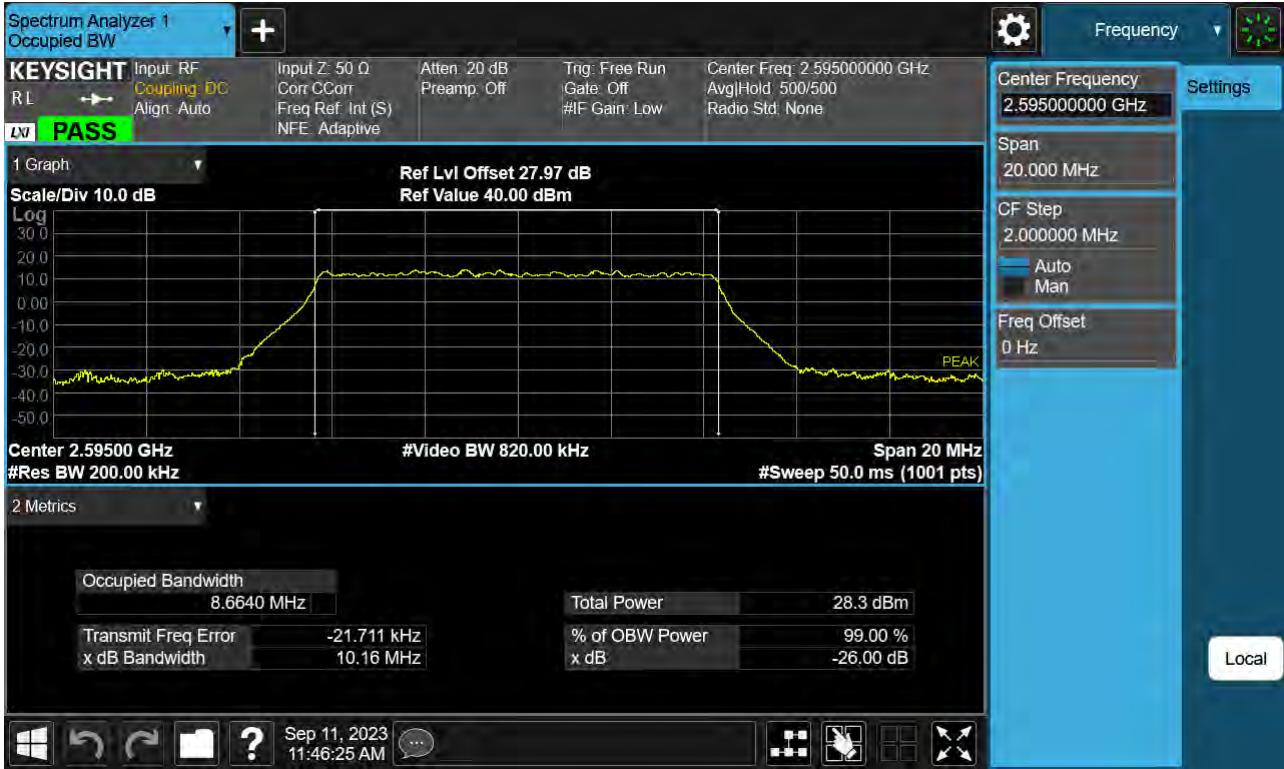 Spectrum Analyzer 1
Occupied BW
+
Frequency
KEYSIGHT
R L
LXI
PASS
Input: RF
Coupling: DC
Align: Auto
Input Z: 50 Ω
Corr CCorr
Freq Ref: Int (S)
NFE: Adaptive
Atten: 20 dB
Preamp: Off
Trig: Free Run
Gate: Off
#IF Gain: Low
Center Freq: 2.595000000 GHz
Avg|Hold: 500/500
Radio Std: None
1 Graph
Ref Lvl Offset 27.97 dB
Scale/Div 10.0 dB
Ref Value 40.00 dBm
Log
30.0
20.0
10.0
0.00
-10.0
-20.0
-30.0
-40.0
-50.0
PEAK
Center 2.59500 GHz
#Video BW 820.00 kHz
Span 20 MHz
#Res BW 200.00 kHz
#Sweep 50.0 ms (1001 pts)
2 Metrics
Occupied Bandwidth
8.6640 MHz
Total Power 28.3 dBm
Transmit Freq Error -21.711 kHz
% of OBW Power 99.00 %
x dB Bandwidth 10.16 MHz
x dB -26.00 dB
Center Frequency
2.595000000 GHz
Settings
Span
20.000 MHz
CF Step
2.000000 MHz
Auto
Man
Freq Offset
0 Hz
Local
?
Sep 11, 2023
11:46:25 AM